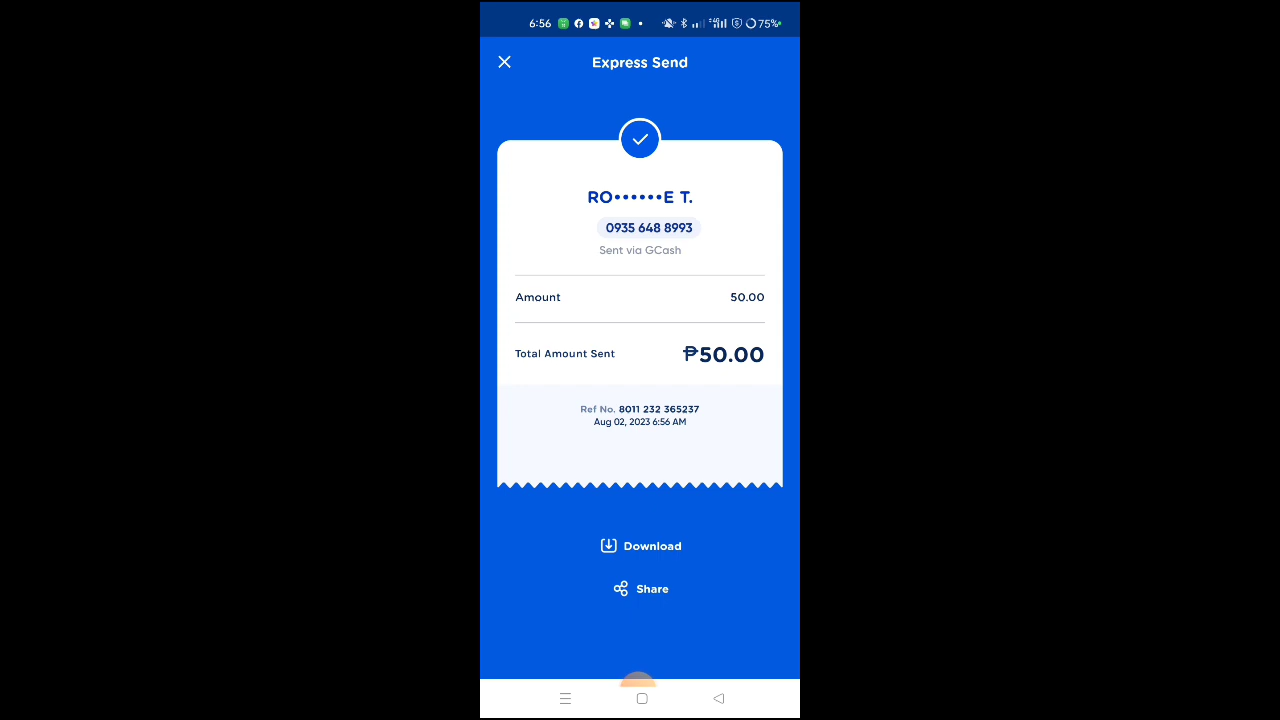 6:56 75%
Express Send
RO••••••E T.
0935 648 8993
Sent via GCash
Amount 50.00
Total Amount Sent ₱50.00
Ref No. 8011 232 365237
Aug 02, 2023 6:56 AM
Download
Share